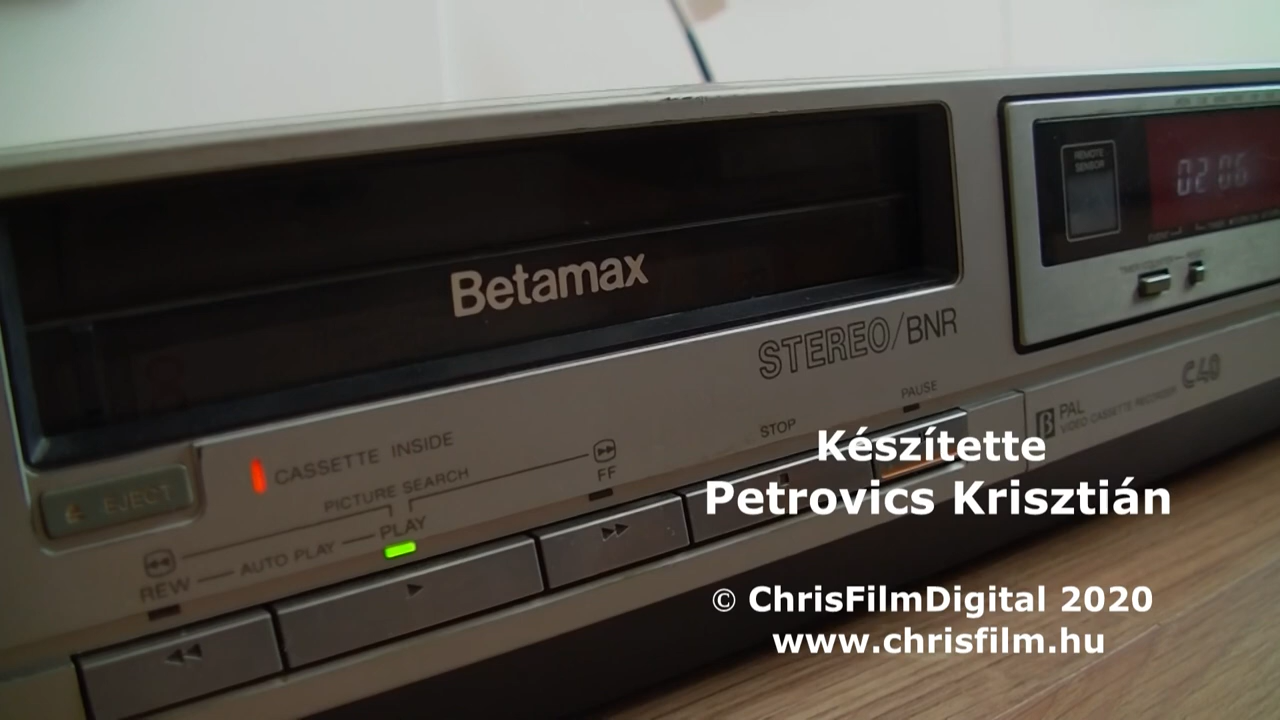 REMOTE
SENSOR
02 06
Betamax
STEREO/BNR
C40
β PAL
VIDEO CASSETTE RECORDER
PAUSE
STOP
CASSETTE INSIDE
EJECT
PICTURE SEARCH
FF
PLAY
AUTO PLAY
REW
Készítette
Petrovics Krisztián
© ChrisFilmDigital 2020
www.chrisfilm.hu